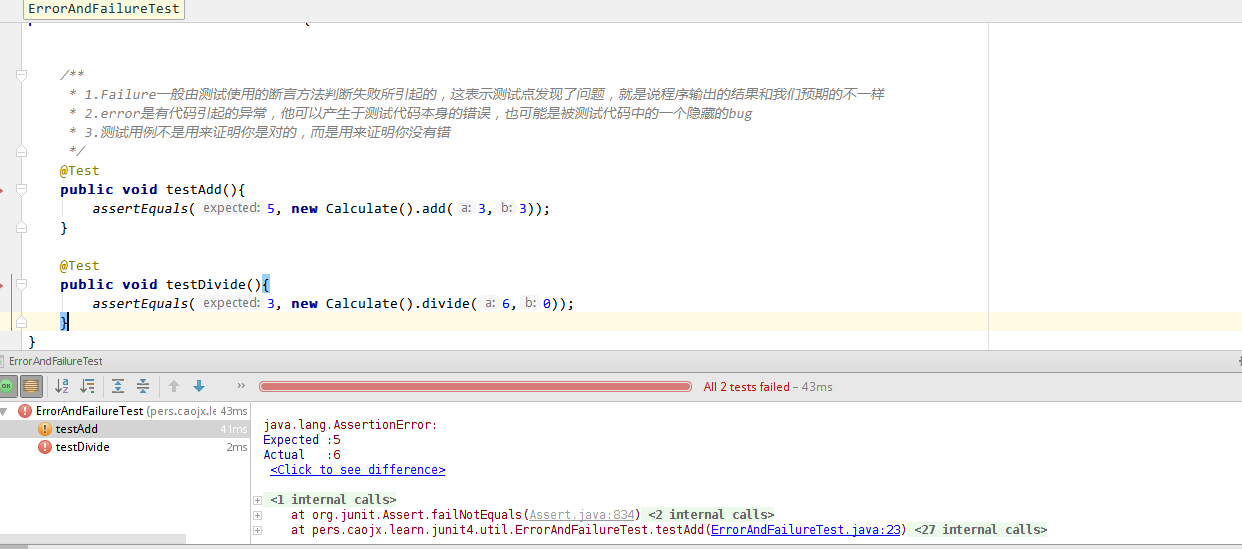 ErrorAndFailureTest
/**
* 1.Failure一般由测试使用的断言方法判断失败所引起的，这表示测试点发现了问题，就是说程序输出的结果和我们预期的不一样
* 2.error是有代码引起的异常，他可以产生于测试代码本身的错误，也可能是被测试代码中的一个隐藏的bug
* 3.测试用例不是用来证明你是对的，而是用来证明你没有错
*/
@Test
public void testAdd(){
assertEquals( expected: 5, new Calculate().add( a: 3, b: 3));
}
@Test
public void testDivide(){
assertEquals( expected: 3, new Calculate().divide( a: 6, b: 0));
}
}
ErrorAndFailureTest
OK a z » All 2 tests failed – 43ms
ErrorAndFailureTest (pers.caojx.le 43ms
testAdd 41ms
testDivide 2ms
java.lang.AssertionError:
Expected :5
Actual :6
<Click to see difference>
<1 internal calls>
at org.junit.Assert.failNotEquals(Assert.java:834) <2 internal calls>
at pers.caojx.learn.junit4.util.ErrorAndFailureTest.testAdd(ErrorAndFailureTest.java:23) <27 internal calls>